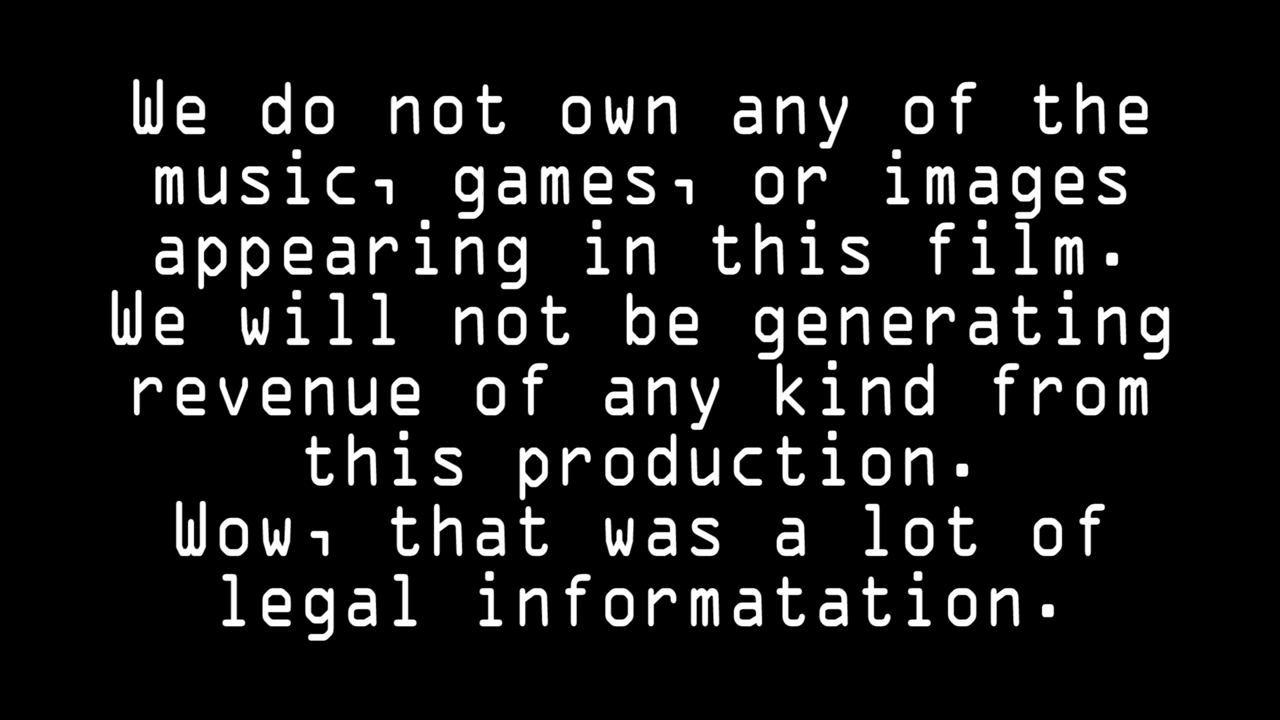 We do not own any of the
music, games, or images
appearing in this film.
We will not be generating
revenue of any kind from
this production.
Wow, that was a lot of
legal informatation.